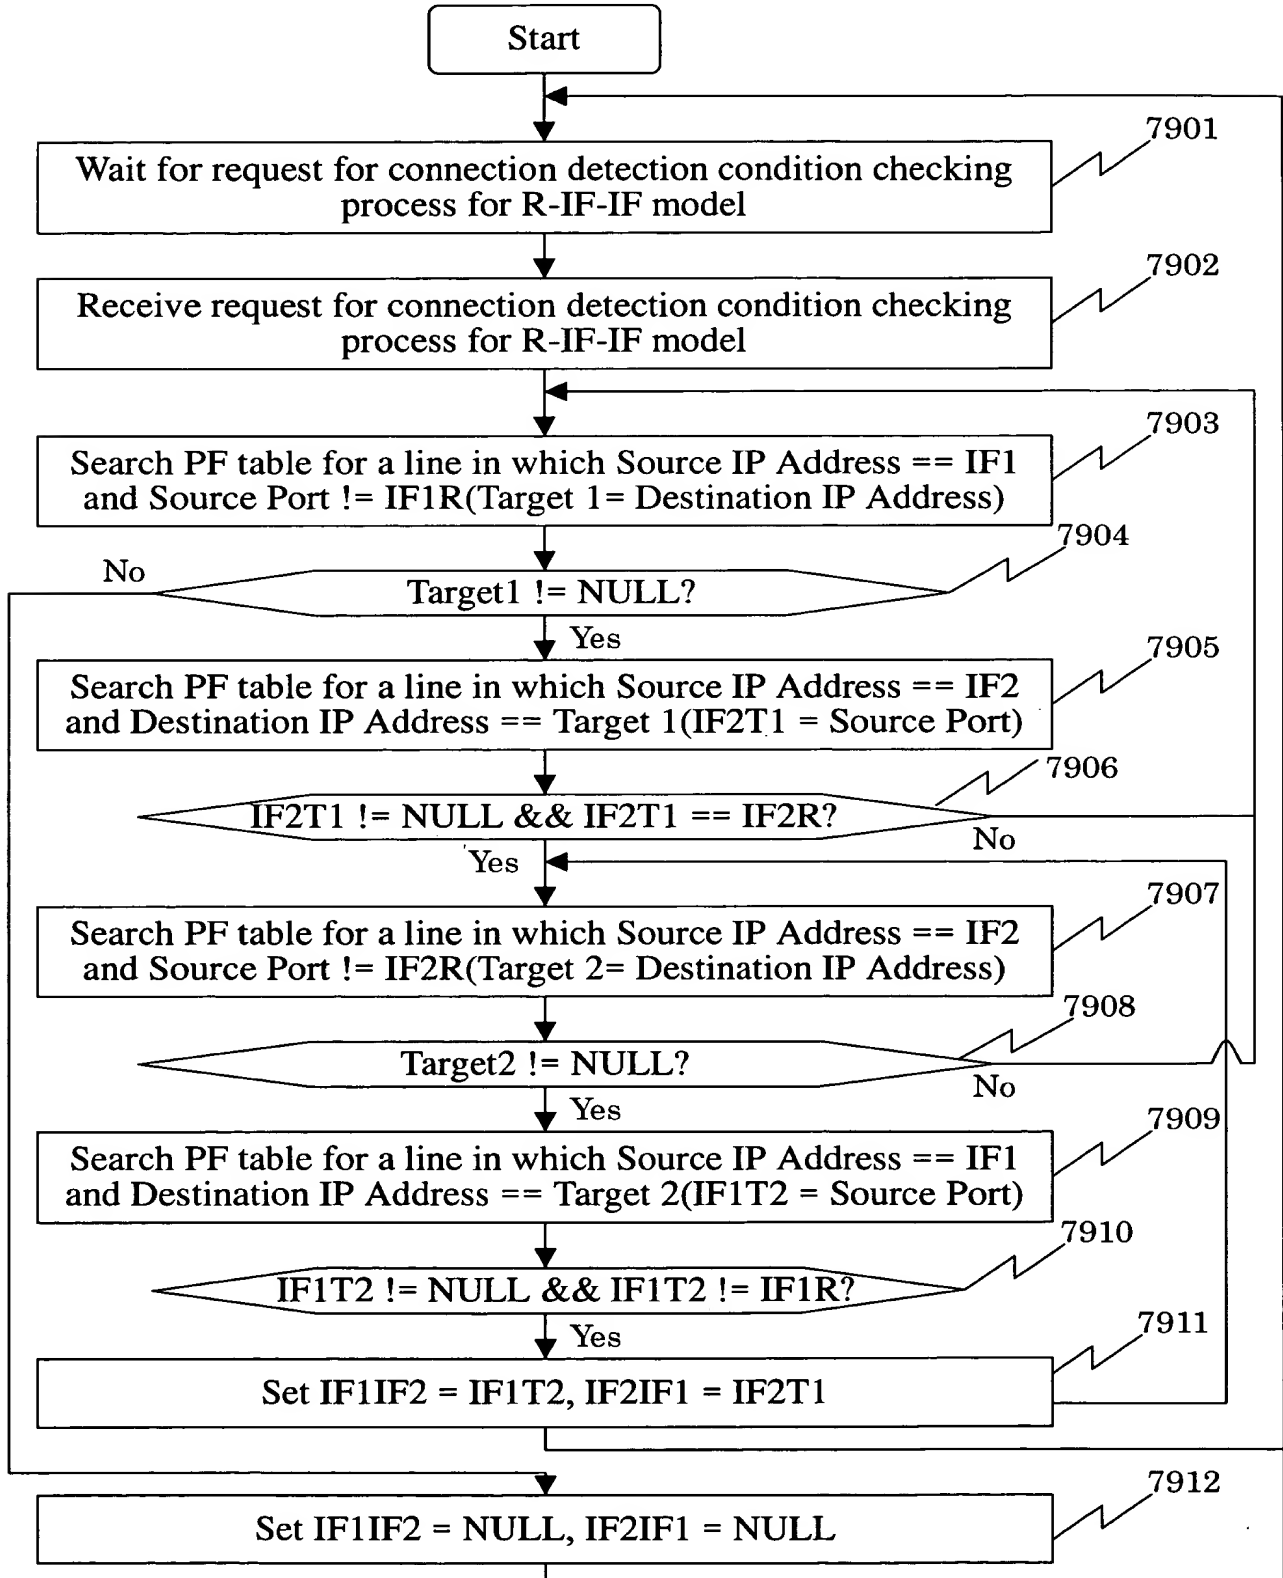 Start
7901
Wait for request for connection detection condition checking
process for R-IF-IF model
7902
Receive request for connection detection condition checking
process for R-IF-IF model
7903
Search PF table for a line in which Source IP Address == IF1
and Source Port != IF1R(Target 1= Destination IP Address)
7904
No
Target1 != NULL?
Yes
7905
Search PF table for a line in which Source IP Address == IF2
and Destination IP Address == Target 1(IF2T1 = Source Port)
7906
IF2T1 != NULL && IF2T1 == IF2R?
No
Yes
7907
Search PF table for a line in which Source IP Address == IF2
and Source Port != IF2R(Target 2= Destination IP Address)
7908
Target2 != NULL?
No
Yes
7909
Search PF table for a line in which Source IP Address == IF1
and Destination IP Address == Target 2(IF1T2 = Source Port)
7910
IF1T2 != NULL && IF1T2 != IF1R?
Yes
7911
Set IF1IF2 = IF1T2, IF2IF1 = IF2T1
7912
Set IF1IF2 = NULL, IF2IF1 = NULL